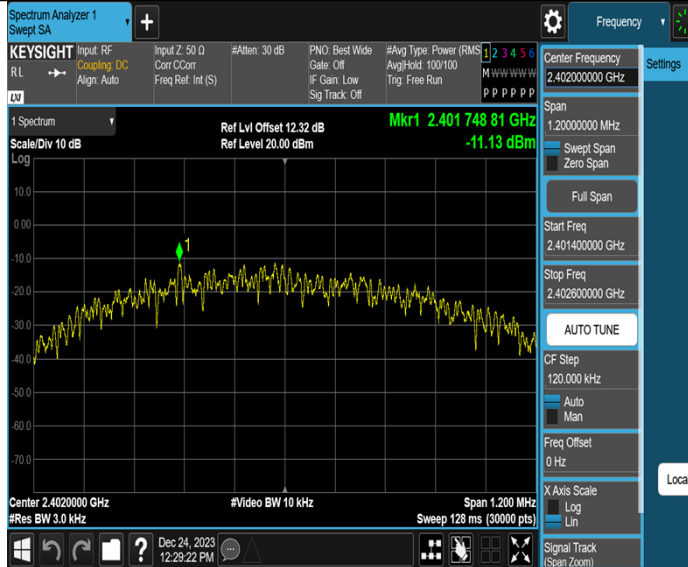 Spectrum Analyzer 1
Swept SA
+
Frequency
KEYSIGHT
RL
LXI
Input: RF
Coupling: DC
Align: Auto
Input Z: 50 Ω
Corr CCorr
Freq Ref: Int (S)
#Atten: 30 dB
PNO: Best Wide
Gate: Off
IF Gain: Low
Sig Track: Off
#Avg Type: Power (RMS
Avg|Hold: 100/100
Trig: Free Run
1 2 3 4 5 6
M W W W W W
P P P P P P
1 Spectrum
Scale/Div 10 dB
Log
Ref Lvl Offset 12.32 dB
Ref Level 20.00 dBm
Mkr1 2.401 748 81 GHz
-11.13 dBm
10.0
0.00
-10.0
-20.0
-30.0
-40.0
-50.0
-60.0
-70.0
1
Center 2.4020000 GHz
#Res BW 3.0 kHz
#Video BW 10 kHz
Span 1.200 MHz
Sweep 128 ms (30000 pts)
?
Dec 24, 2023
12:29:22 PM
Center Frequency
2.402000000 GHz
Span
1.20000000 MHz
Swept Span
Zero Span
Full Span
Start Freq
2.401400000 GHz
Stop Freq
2.402600000 GHz
AUTO TUNE
CF Step
120.000 kHz
Auto
Man
Freq Offset
0 Hz
X Axis Scale
Log
Lin
Signal Track
(Span Zoom)
Settings
Loca